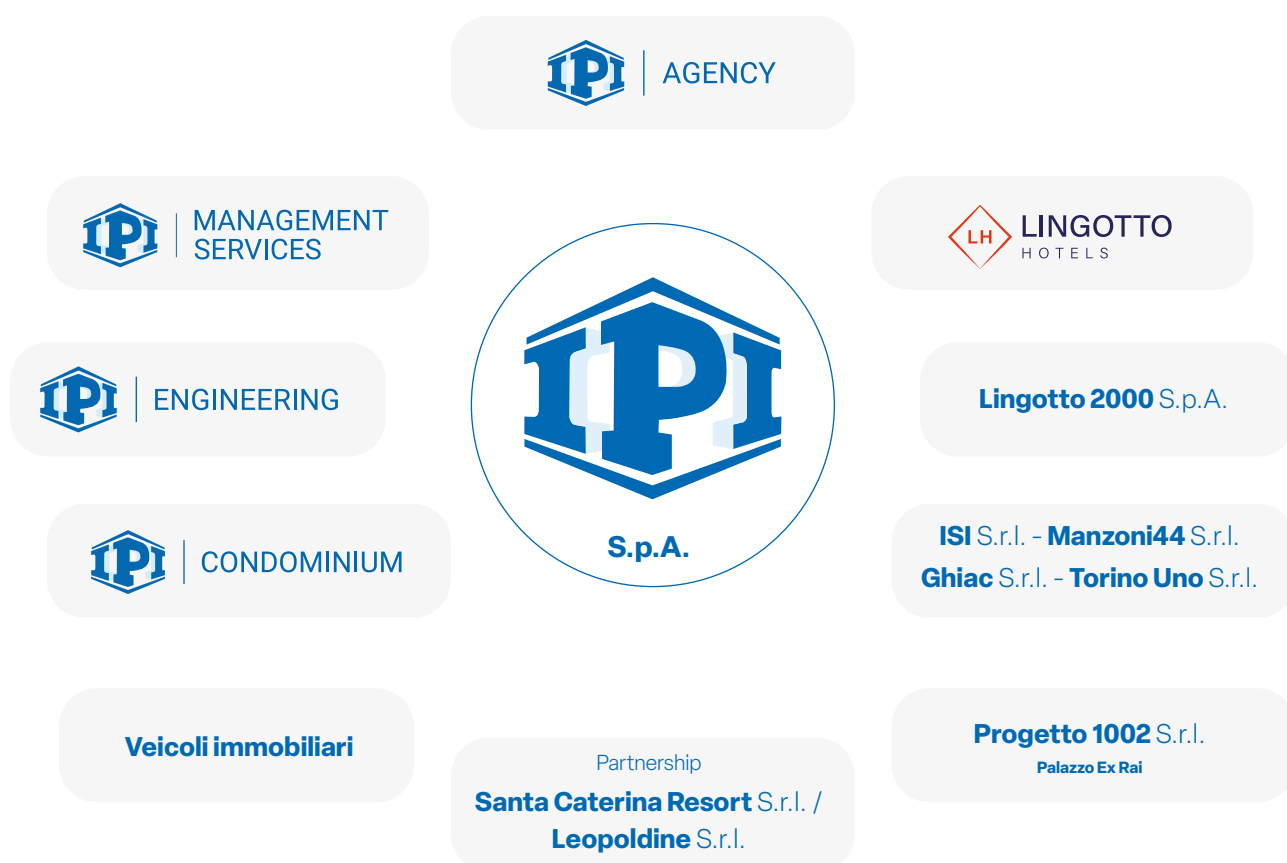 IPI | AGENCY
IPI | MANAGEMENT
SERVICES
LH LINGOTTO
HOTELS
IPI | ENGINEERING
IPI
S.p.A.
Lingotto 2000 S.p.A.
IPI | CONDOMINIUM
ISI S.r.l. - Manzoni44 S.r.l.
Ghiac S.r.l. - Torino Uno S.r.l.
Veicoli immobiliari
Partnership
Santa Caterina Resort S.r.l. /
Leopoldine S.r.l.
Progetto 1002 S.r.l.
Palazzo Ex Rai